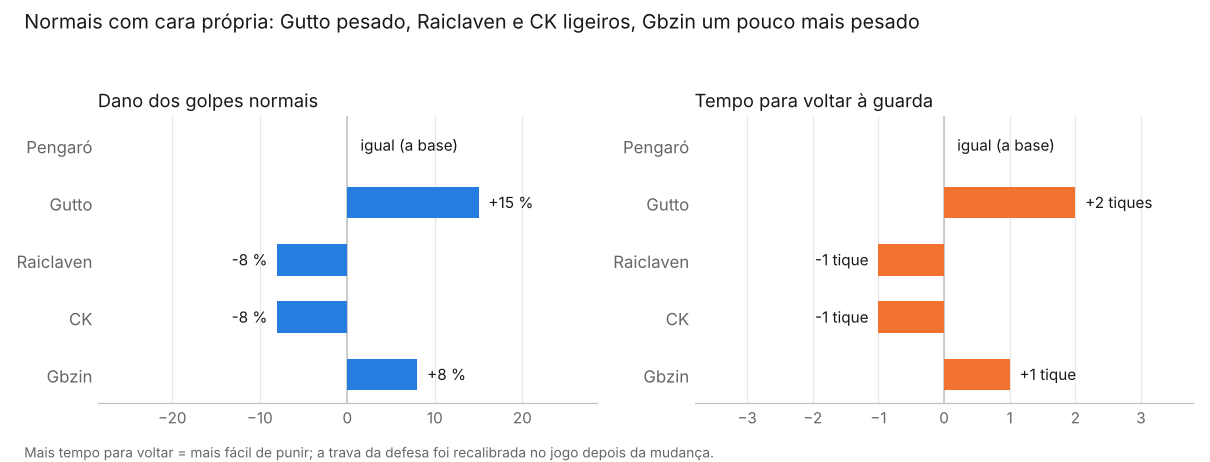 Normais com cara própria: Gutto pesado, Raiclaven e CK ligeiros, Gbzin um pouco mais pesado
Dano dos golpes normais
Pengaró igual (a base)
Gutto +15 %
Raiclaven -8 %
CK -8 %
Gbzin +8 %
−20 −10 0 10 20
Tempo para voltar à guarda
Pengaró igual (a base)
Gutto +2 tiques
Raiclaven -1 tique
CK -1 tique
Gbzin +1 tique
−3 −2 −1 0 1 2 3
Mais tempo para voltar = mais fácil de punir; a trava da defesa foi recalibrada no jogo depois da mudança.